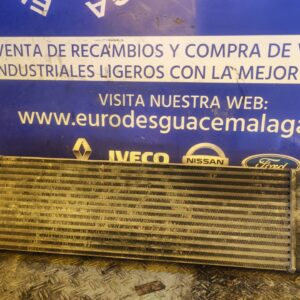 VENTA DE RECAMBIOS Y COMPRA DE
INDUSTRIALES LIGEROS CON LA MEJOR
VISITA NUESTRA WEB:
www.eurodesguacemalaga
IVECO NISSAN Ford